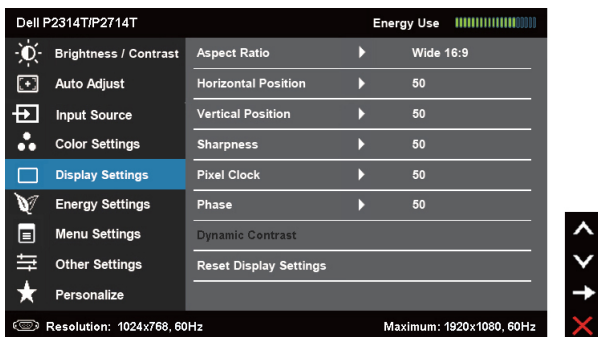 Dell P2314T/P2714T Energy Use
Brightness / Contrast Aspect Ratio Wide 16:9
Auto Adjust Horizontal Position 50
Input Source Vertical Position 50
Color Settings Sharpness 50
Display Settings Pixel Clock 50
Energy Settings Phase 50
Menu Settings Dynamic Contrast
Other Settings Reset Display Settings
Personalize
Resolution: 1024x768, 60Hz Maximum: 1920x1080, 60Hz